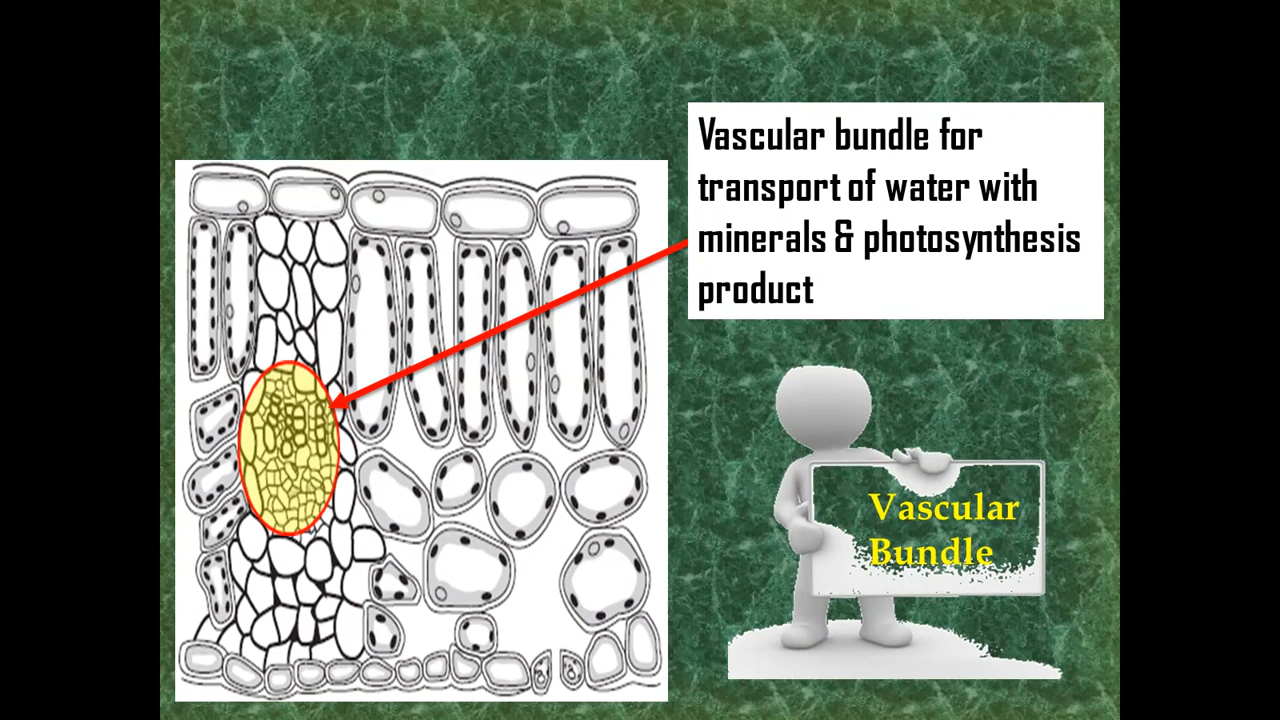 Vascular bundle for
transport of water with
minerals & photosynthesis
product
Vascular
Bundle